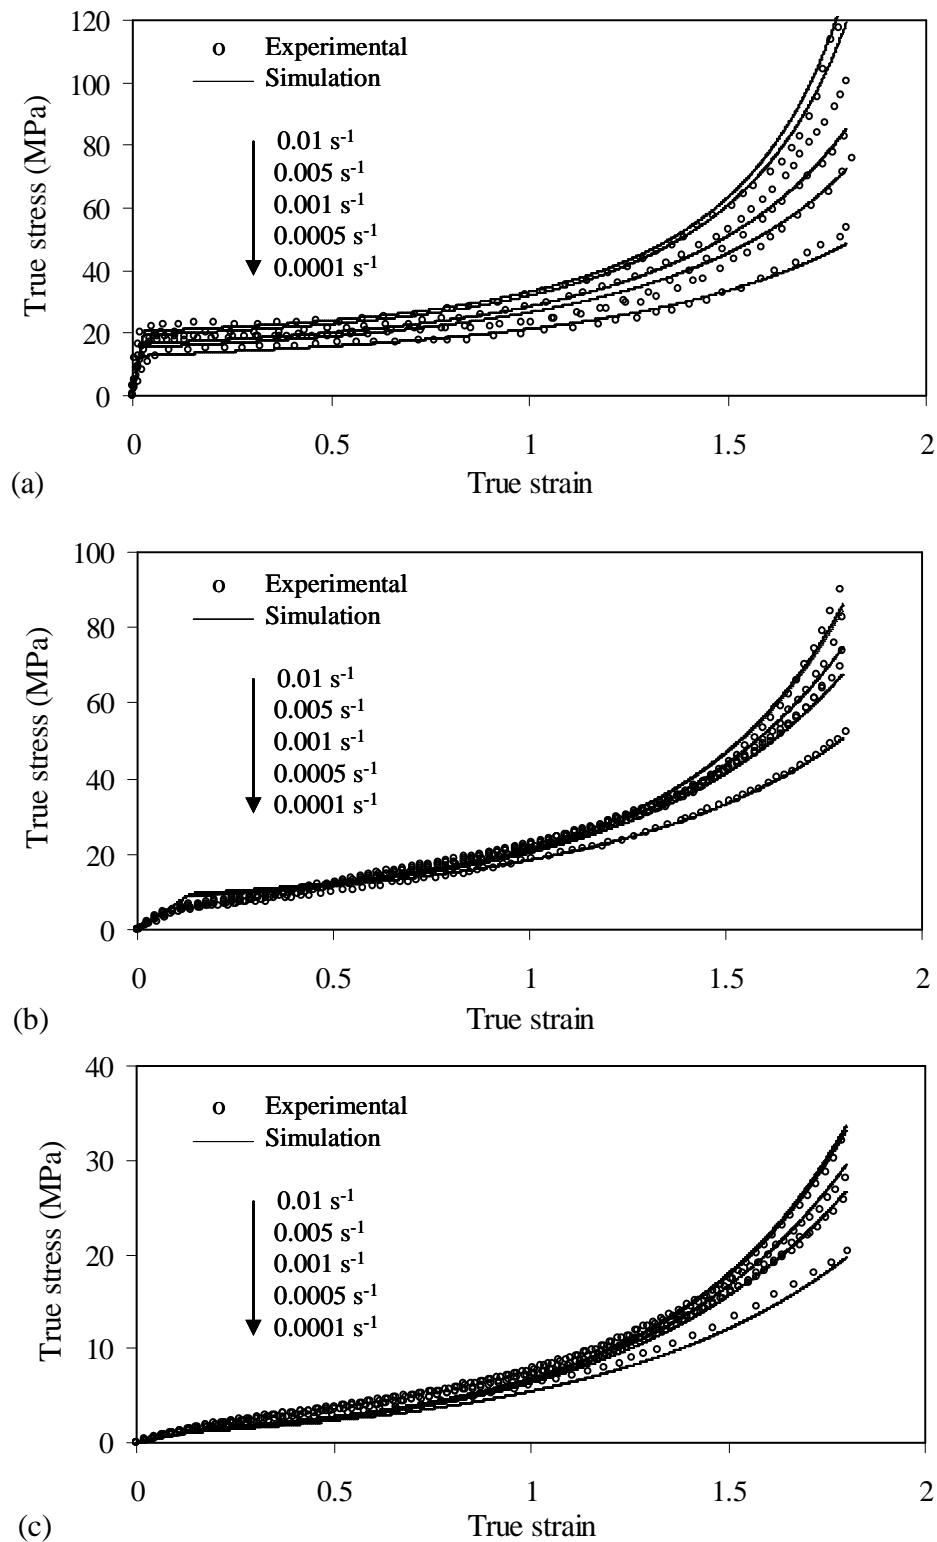 120
100
80
60
40
20
0
True stress (MPa)
o Experimental
Simulation
0.01 s⁻¹
0.005 s⁻¹
0.001 s⁻¹
0.0005 s⁻¹
0.0001 s⁻¹
0 0.5 1 1.5 2
(a) True strain
100
80
60
40
20
0
True stress (MPa)
o Experimental
Simulation
0.01 s⁻¹
0.005 s⁻¹
0.001 s⁻¹
0.0005 s⁻¹
0.0001 s⁻¹
0 0.5 1 1.5 2
(b) True strain
40
30
20
10
0
True stress (MPa)
o Experimental
Simulation
0.01 s⁻¹
0.005 s⁻¹
0.001 s⁻¹
0.0005 s⁻¹
0.0001 s⁻¹
0 0.5 1 1.5 2
(c) True strain